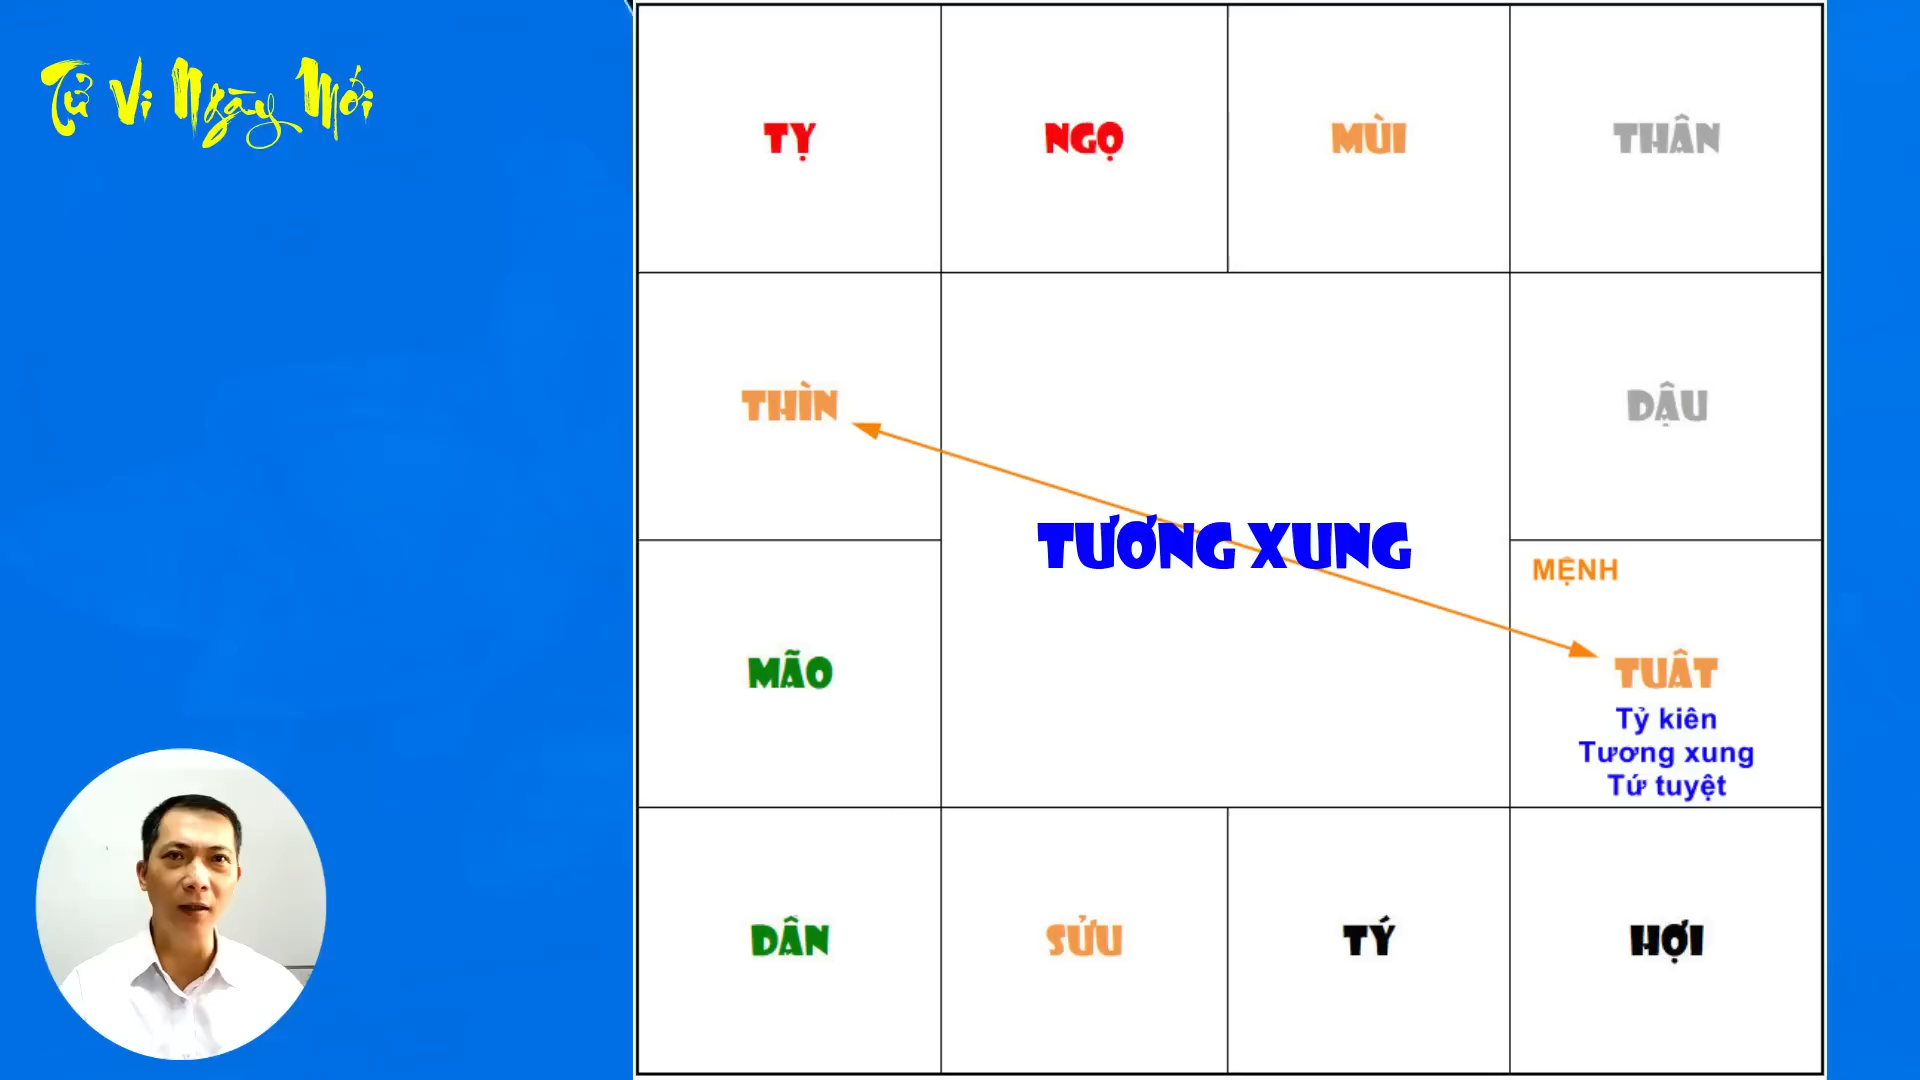 Tử Vi Ngày Mới
TỴ
NGỌ
MÙI
THÂN
THÌN
DẬU
TƯƠNG XUNG
MỆNH
MÃO
TUẤT
Tỷ kiên
Tương xung
Tứ tuyệt
DẦN
SỬU
TÝ
HỢI